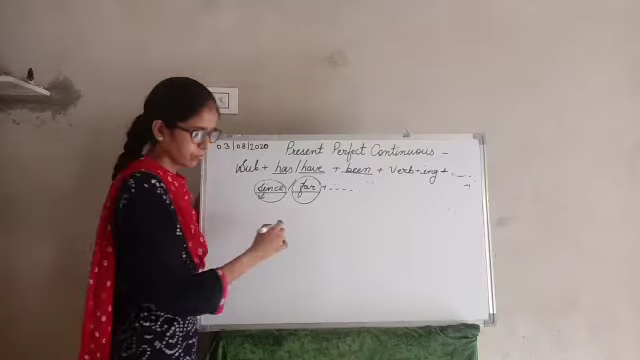 03/08/2020 Present Perfect Continuous -
Sub + has/have + been + Verb-ing + ....
since / for + ....